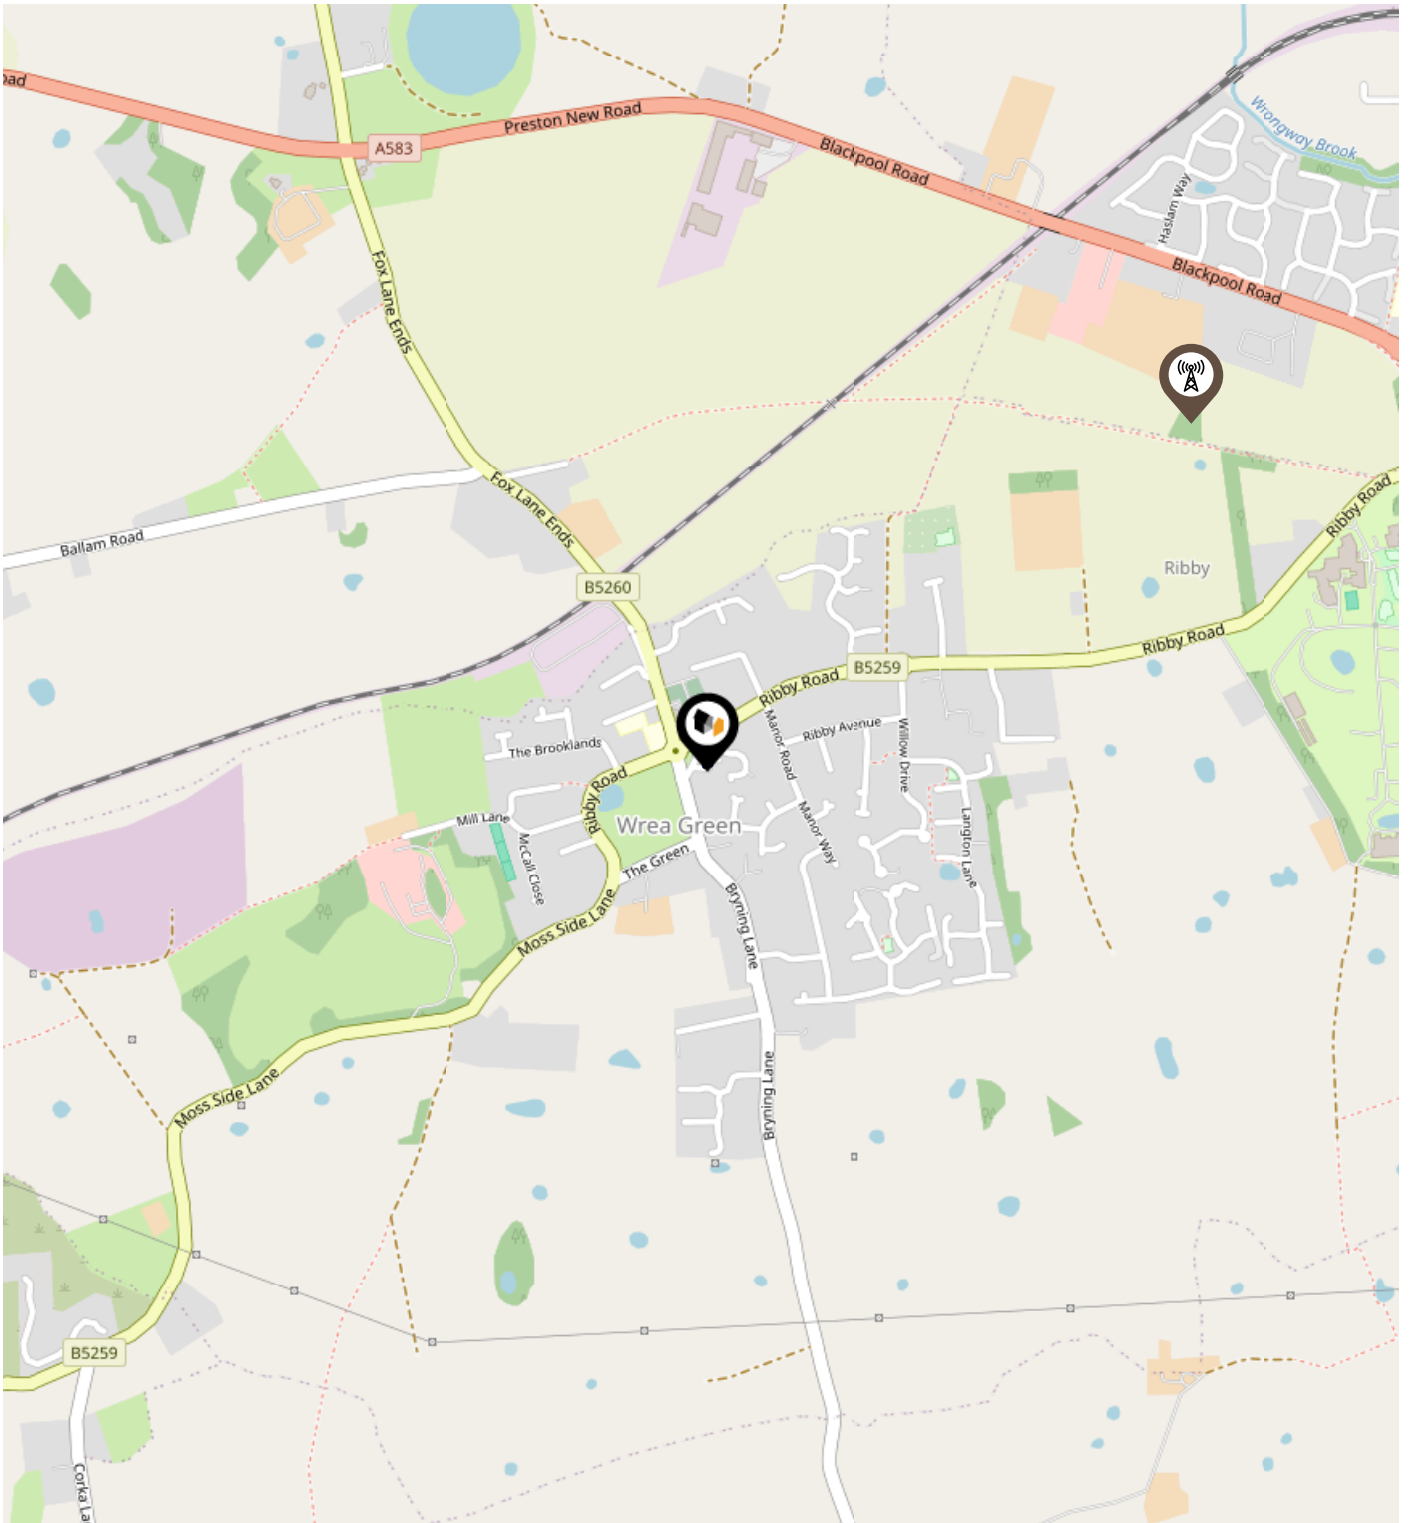 oad
A583
Preston New Road
Blackpool Road
Wrongway Brook
Haslam Way
Blackpool Road
Fox Lane Ends
Fox Lane Ends
Ribby Road
Ballam Road
Ribby
B5260
Ribby Road
B5259
Ribby Road
Manor Road
Ribby Avenue
Willow Drive
The Brooklands
Ribby Road
Mill Lane
Wrea Green
Manor Way
Langton Lane
McCall Close
The Green
Bryning Lane
Moss Side Lane
Bryning Lane
Moss Side Lane
B5259
Corka La